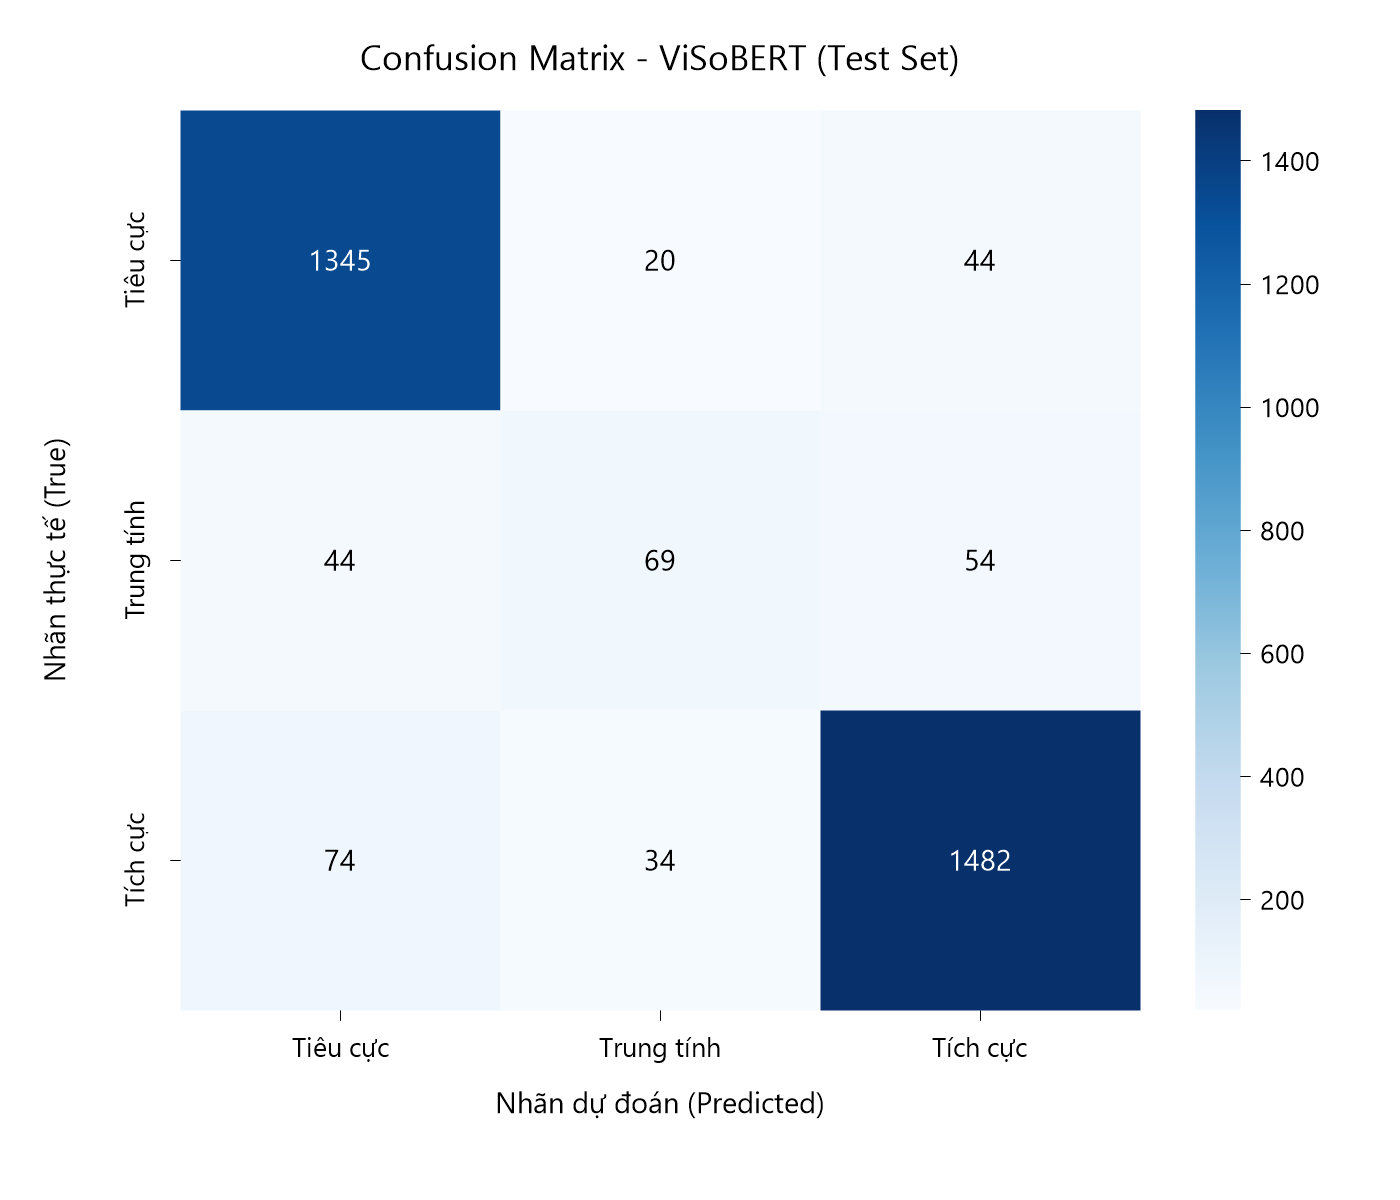 Confusion Matrix - ViSoBERT (Test Set)
Nhãn thực tế (True)
Tiêu cực
1345 20 44
Trung tính
44 69 54
Tích cực
74 34 1482
Tiêu cực Trung tính Tích cực
Nhãn dự đoán (Predicted)
1400
1200
1000
800
600
400
200